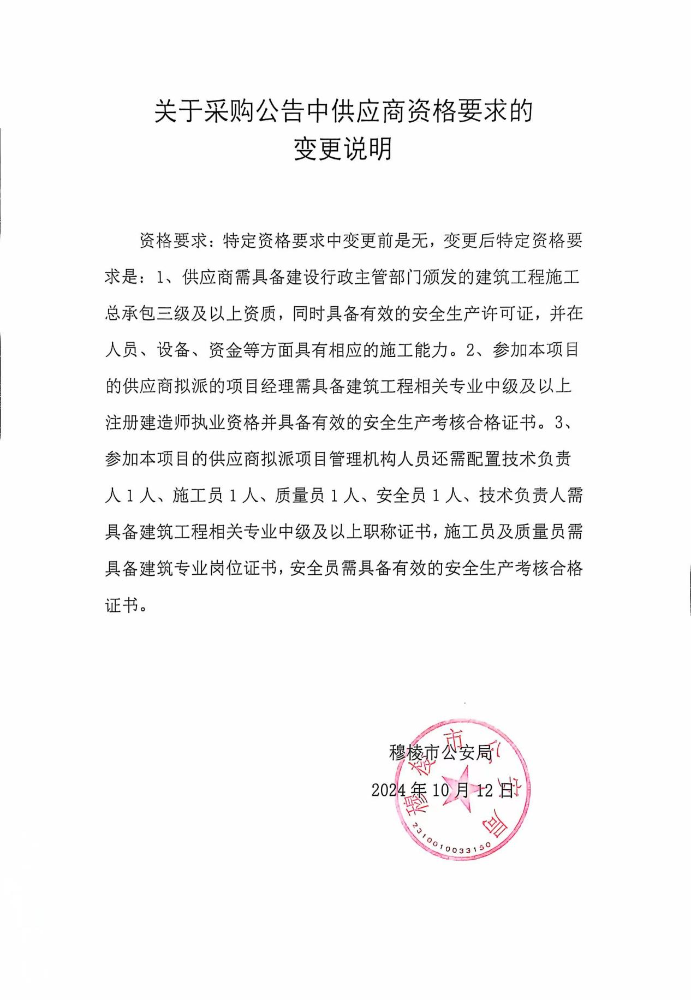 关于采购公告中供应商资格要求的
变更说明
资格要求：特定资格要求中变更前是无，变更后特定资格要
求是：1、供应商需具备建设行政主管部门颁发的建筑工程施工
总承包三级及以上资质，同时具备有效的安全生产许可证，并在
人员、设备、资金等方面具有相应的施工能力。2、参加本项目
的供应商拟派的项目经理需具备建筑工程相关专业中级及以上
注册建造师执业资格并具备有效的安全生产考核合格证书。3、
参加本项目的供应商拟派项目管理机构人员还需配置技术负责
人1人、施工员1人、质量员1人、安全员1人、技术负责人需
具备建筑工程相关专业中级及以上职称证书，施工员及质量员需
具备建筑专业岗位证书，安全员需具备有效的安全生产考核合格
证书。
穆棱市公安局
2024年10月12日
穆棱市公安局
2310010033150